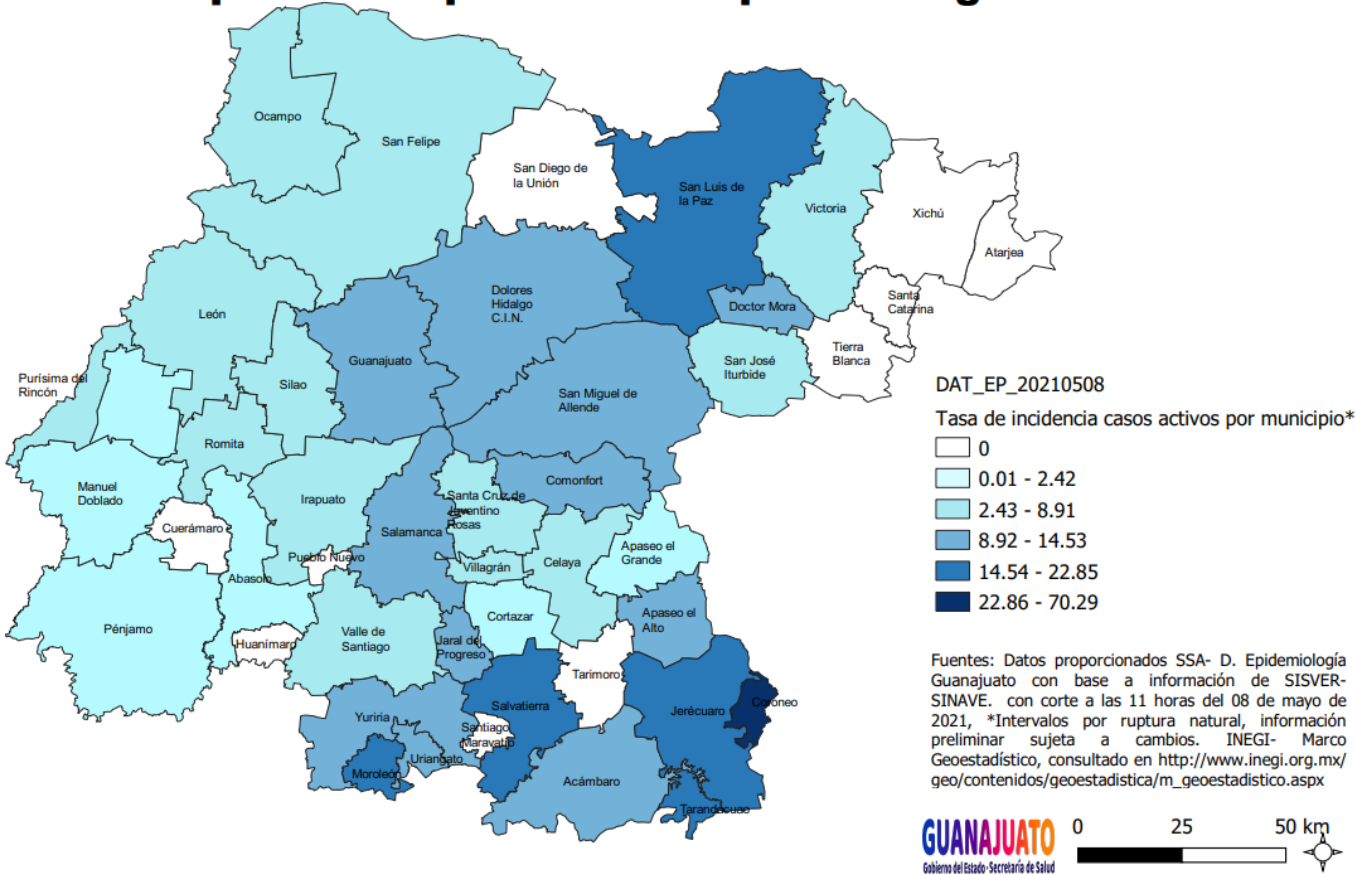 Ocampo
San Felipe
San Diego de
la Unión
San Luis de
la Paz
Victoria
Xichú
Atarjea
Santa
Catarina
Tierra
Blanca
Doctor Mora
San José
Iturbide
Dolores
Hidalgo
C.I.N.
León
Guanajuato
Silao
San Miguel de
Allende
Purísima del
Rincón
Romita
Manuel
Doblado
Irapuato
Comonfort
Santa Cruz de
Juventino
Rosas
Cuerámaro
Salamanca
Pueblo Nuevo
Villagrán
Celaya
Apaseo el
Grande
Abasolo
Pénjamo
Huanímaro
Valle de
Santiago
Cortazar
Jaral del
Progreso
Apaseo el
Alto
Tarimoro
Salvatierra
Jerécuaro
Coroneo
Yuriria
Santiago
Maravatío
Uriangato
Moroleón
Acámbaro
Tarandacuao
DAT_EP_20210508
Tasa de incidencia casos activos por municipio*
0
0.01 - 2.42
2.43 - 8.91
8.92 - 14.53
14.54 - 22.85
22.86 - 70.29
Fuentes: Datos proporcionados SSA- D. Epidemiología
Guanajuato con base a información de SISVER-
SINAVE. con corte a las 11 horas del 08 de mayo de
2021, *Intervalos por ruptura natural, información
preliminar sujeta a cambios. INEGI- Marco
Geoestadístico, consultado en http://www.inegi.org.mx/
geo/contenidos/geoestadistica/m_geoestadistico.aspx
GUANAJUATO
Gobierno del Estado · Secretaría de Salud
0 25 50 km